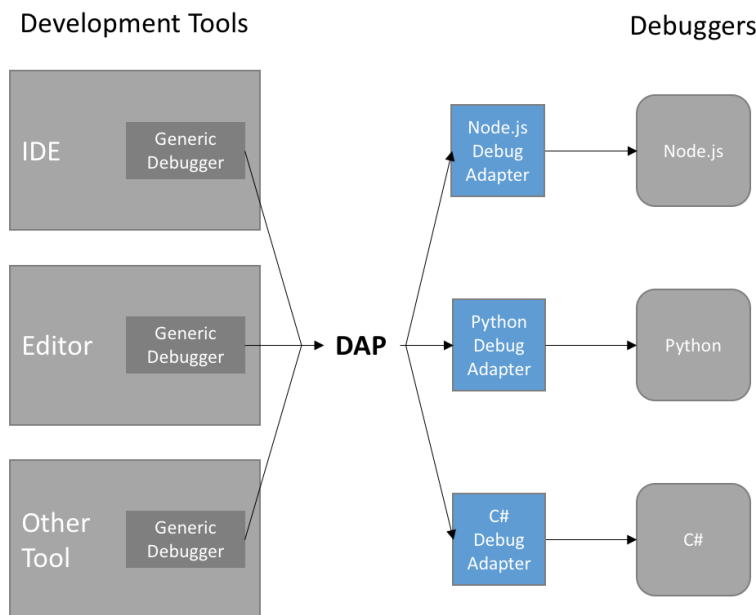 Development Tools
Debuggers
IDE
Generic
Debugger
Node.js
Debug
Adapter
Node.js
Editor
Generic
Debugger
DAP
Python
Debug
Adapter
Python
Other
Tool
Generic
Debugger
C#
Debug
Adapter
C#